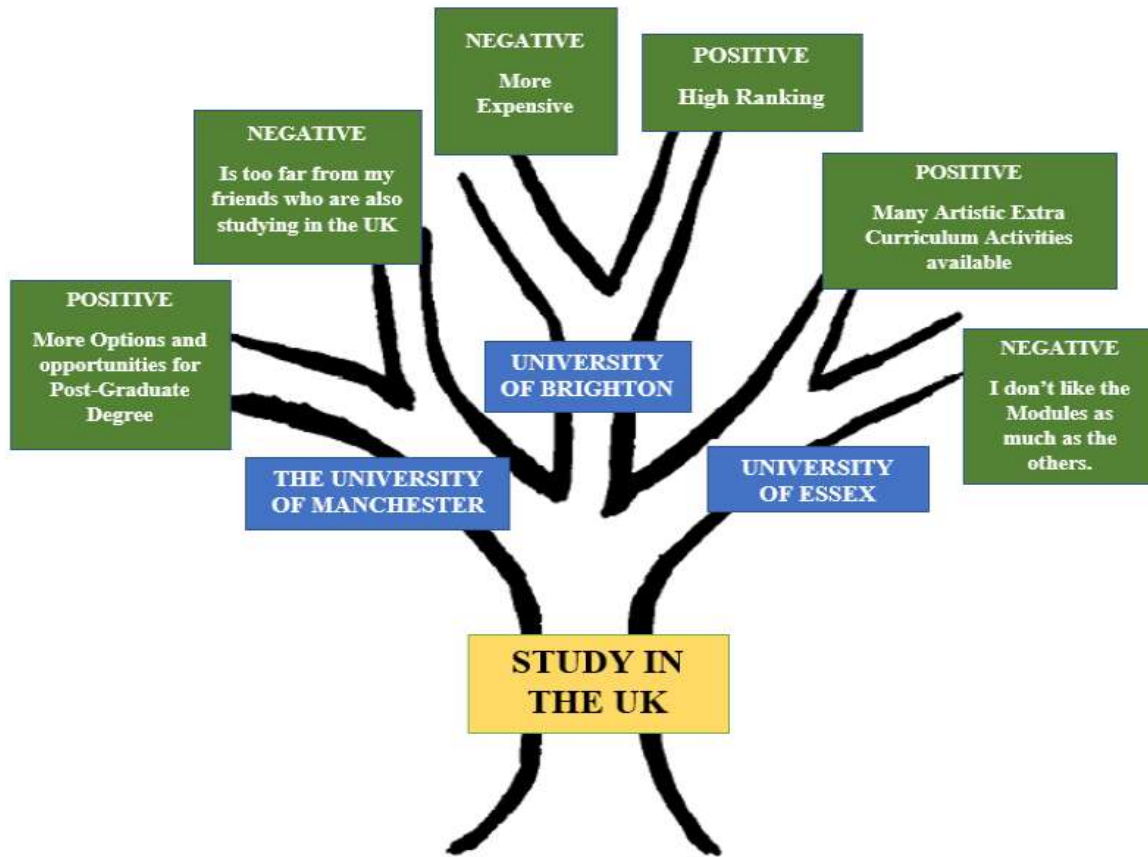 NEGATIVE
More
Expensive
POSITIVE
High Ranking
NEGATIVE
Is too far from my
friends who are also
studying in the UK
POSITIVE
Many Artistic Extra
Curriculum Activities
available
POSITIVE
More Options and
opportunities for
Post-Graduate
Degree
NEGATIVE
I don’t like the
Modules as
much as the
others.
UNIVERSITY
OF BRIGHTON
THE UNIVERSITY
OF MANCHESTER
UNIVERSITY
OF ESSEX
STUDY IN
THE UK